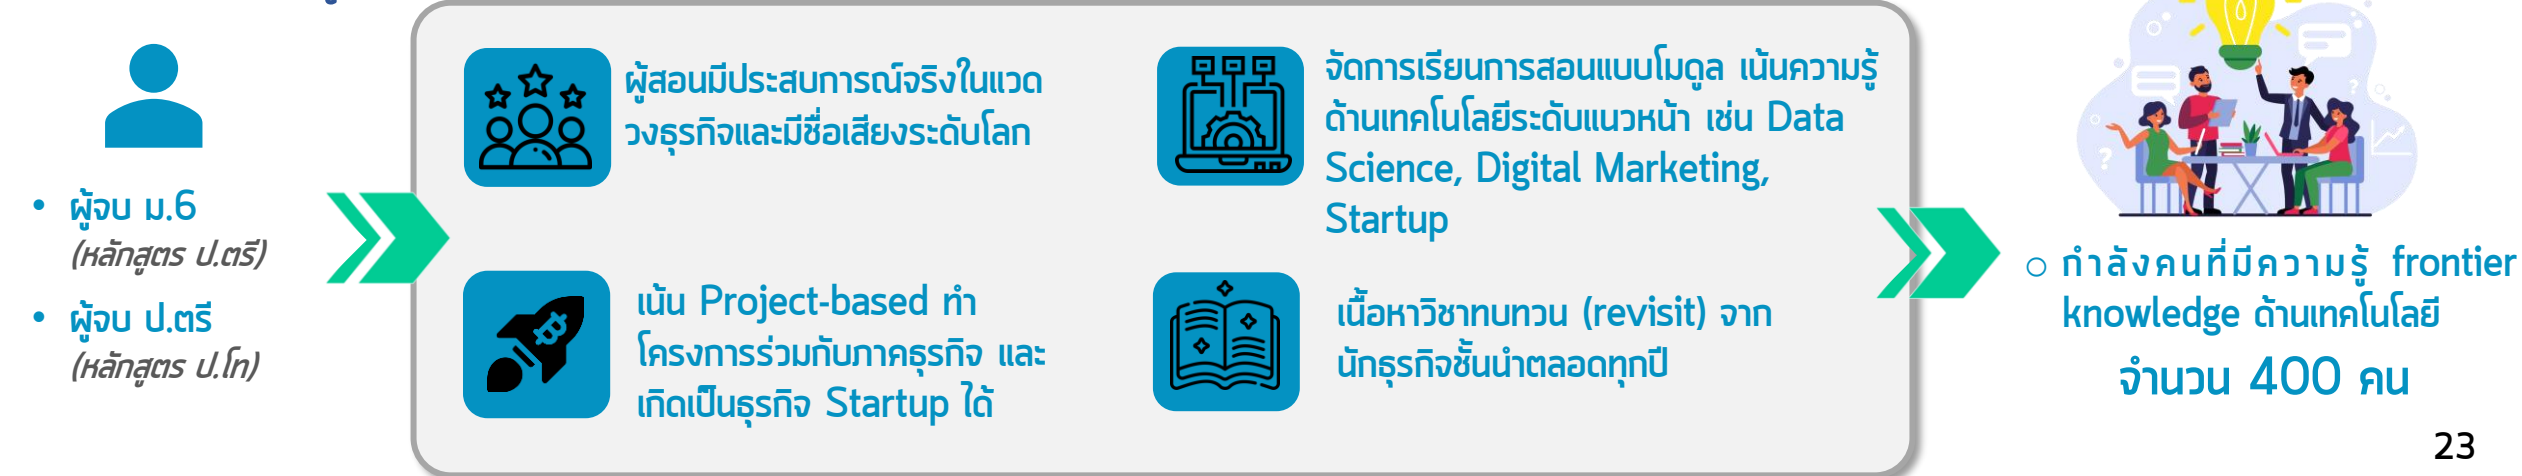 • ผู้จบ ม.6
(หลักสูตร ป.ตรี)
• ผู้จบ ป.ตรี
(หลักสูตร ป.โท)
ผู้สอนมีประสบการณ์จริงในแวด
วงธุรกิจและมีชื่อเสียงระดับโลก
จัดการเรียนการสอนแบบโมดูล เน้นความรู้
ด้านเทคโนโลยีระดับแนวหน้า เช่น Data
Science, Digital Marketing,
Startup
เน้น Project-based ทำ
โครงการร่วมกับภาคธุรกิจ และ
เกิดเป็นธุรกิจ Startup ได้
เนื้อหาวิชาทบทวน (revisit) จาก
นักธุรกิจชั้นนำตลอดทุกปี
○ กำลังคนที่มีความรู้ frontier
knowledge ด้านเทคโนโลยี
จำนวน 400 คน
23